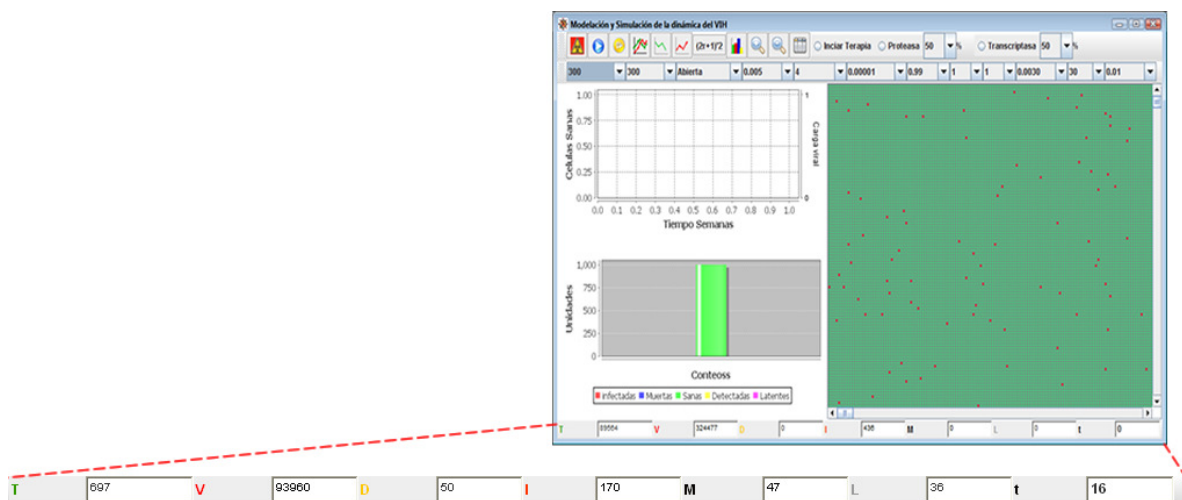 Modelación y Simulación de la dinámica del VIH
(2r+1)^2 Inciar Terapia Proteasa 50 % Transcriptasa 50 %
300 300 Abierta 0.005 4 0.00001 0.99 1 1 0.0030 30 0.01
1.00 1
0.75
0.50
0.25
0.00 0
Celulas Sanas
Carga viral
0.0 0.1 0.2 0.3 0.4 0.5 0.6 0.7 0.8 0.9 1.0
Tiempo Semanas
1,000
750
500
250
0
Unidades
Conteoss
infectadas Muertas Sanas Detectadas Latentes
T 89564 V 324477 D 0 I 436 M 0 L 0 t 0
T 697 V 93960 D 50 I 170 M 47 L 36 t 16